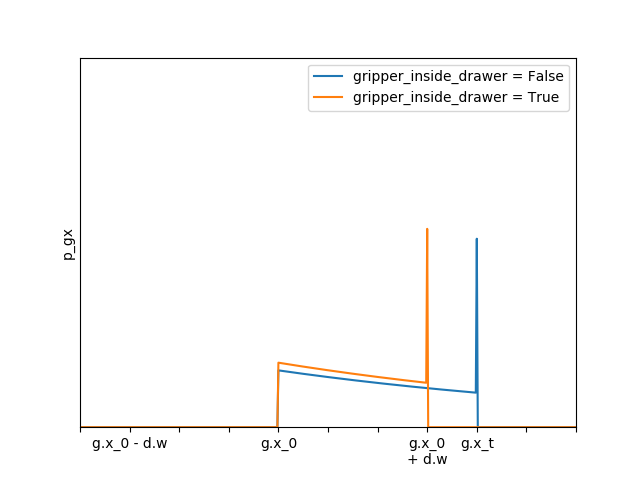 gripper_inside_drawer = False
gripper_inside_drawer = True
p_gx
g.x_0 - d.w
g.x_0
g.x_0
+ d.w
g.x_t